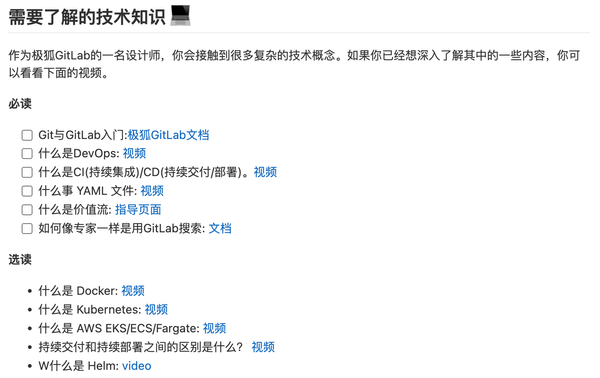 需要了解的技术知识 💻
作为极狐GitLab的一名设计师，你会接触到很多复杂的技术概念。如果你已经想深入了解其中的一些内容，你可
以看看下面的视频。
必读
Git与GitLab入门:极狐GitLab文档
什么是DevOps: 视频
什么是CI(持续集成)/CD(持续交付/部署)。视频
什么事 YAML 文件: 视频
什么是价值流: 指导页面
如何像专家一样是用GitLab搜索: 文档
选读
什么是 Docker: 视频
什么是 Kubernetes: 视频
什么是 AWS EKS/ECS/Fargate: 视频
持续交付和持续部署之间的区别是什么？ 视频
W什么是 Helm: video